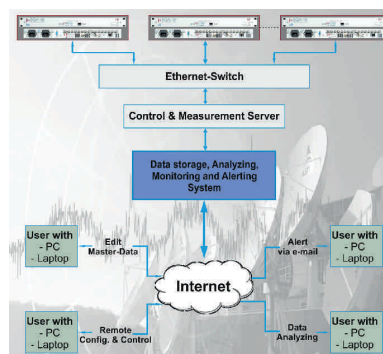 Ethernet-Switch
Control & Measurement Server
Data storage, Analyzing,
Monitoring and Alerting
System
User with
- PC
- Laptop
Edit
Master-Data
Internet
Alert
via e-mail
User with
- PC
- Laptop
User with
- PC
- Laptop
Remote
Config. & Control
Data
Analyzing
User with
- PC
- Laptop